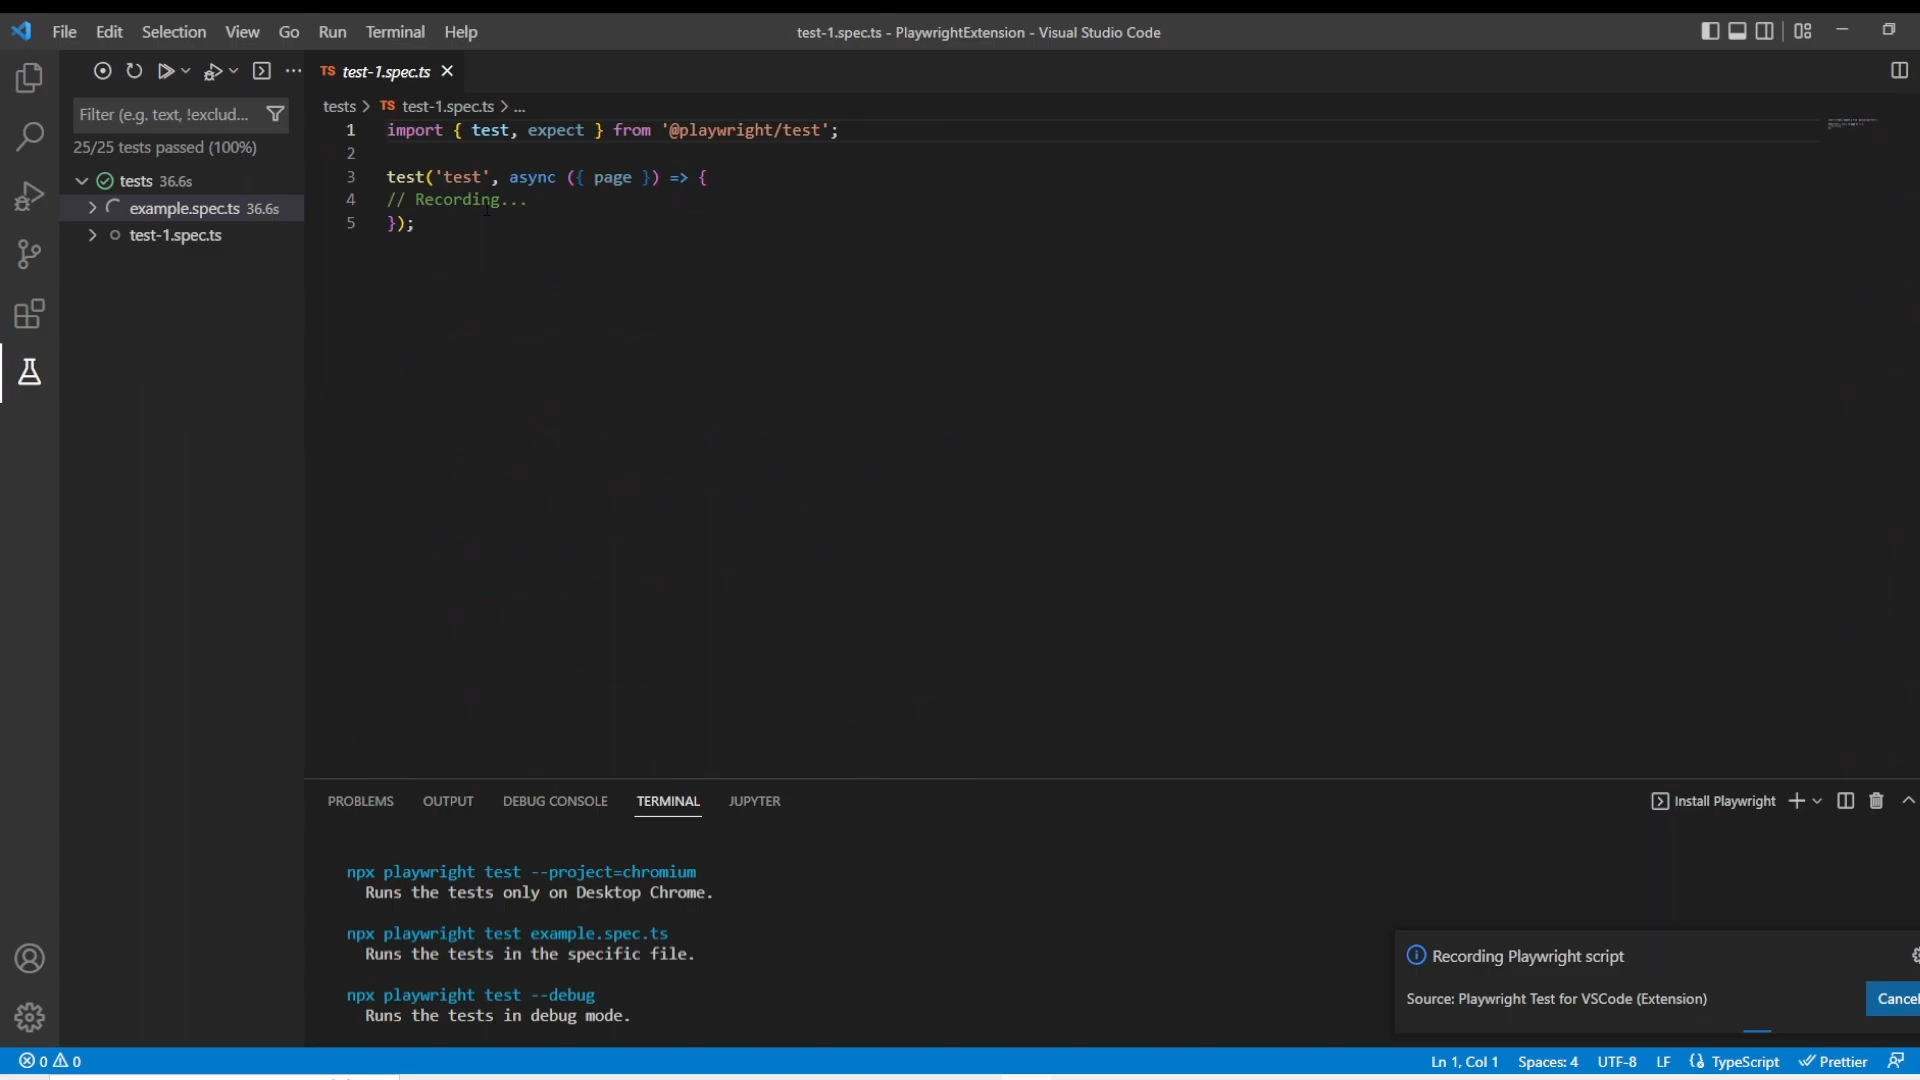 File Edit Selection View Go Run Terminal Help
test-1.spec.ts - PlaywrightExtension - Visual Studio Code
TS test-1.spec.ts
Filter (e.g. text, !exclud...
25/25 tests passed (100%)
tests 36.6s
example.spec.ts 36.6s
test-1.spec.ts
tests > TS test-1.spec.ts > ...
1 import { test, expect } from '@playwright/test';
2
3 test('test', async ({ page }) => {
4 // Recording...
5 });
PROBLEMS OUTPUT DEBUG CONSOLE TERMINAL JUPYTER
Install Playwright
npx playwright test --project=chromium
Runs the tests only on Desktop Chrome.
npx playwright test example.spec.ts
Runs the tests in the specific file.
npx playwright test --debug
Runs the tests in debug mode.
Recording Playwright script
Source: Playwright Test for VSCode (Extension)
Cancel
0 0
Ln 1, Col 1 Spaces: 4 UTF-8 LF TypeScript Prettier